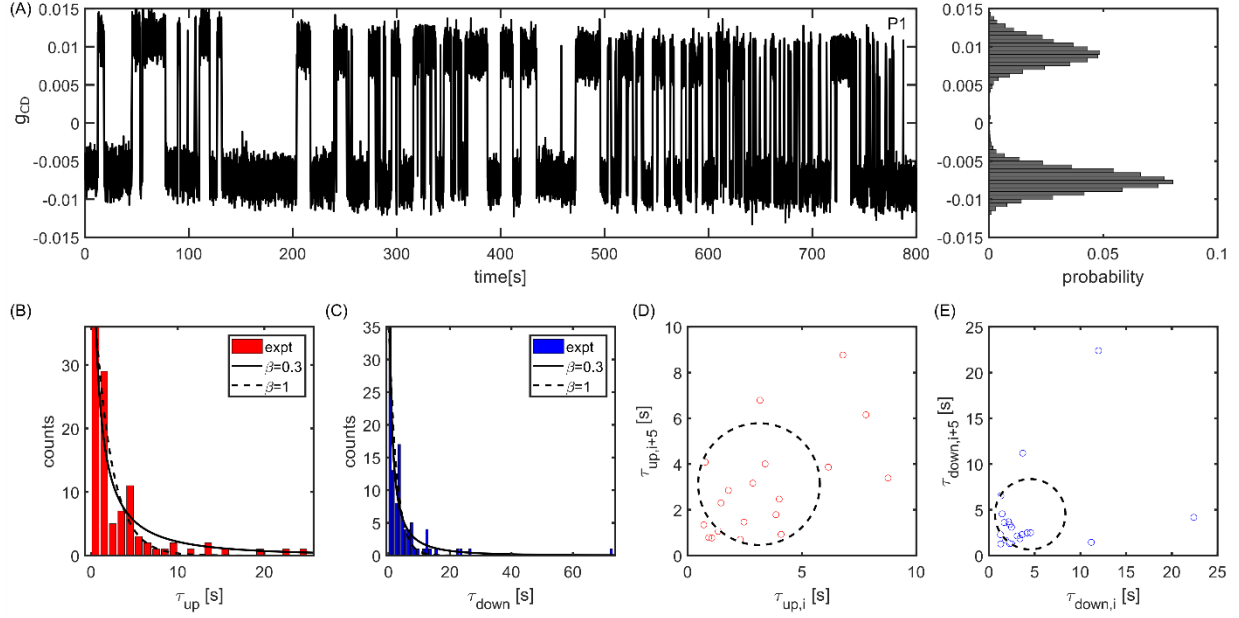 (A)
P1
0.015
0.01
0.005
0
-0.005
-0.01
-0.015
g_CD
0 100 200 300 400 500 600 700 800
time[s]
0.015
0.01
0.005
0
-0.005
-0.01
-0.015
0 0.05 0.1
probability
(B)
expt
β=0.3
β=1
30
20
10
0
counts
0 10 20
τ_up [s]
(C)
expt
β=0.3
β=1
35
30
25
20
15
10
5
0
counts
0 20 40 60
τ_down [s]
(D)
10
8
6
4
2
0
τ_up,i+5 [s]
0 5 10
τ_up,i [s]
(E)
25
20
15
10
5
0
τ_down,i+5 [s]
0 5 10 15 20 25
τ_down,i [s]